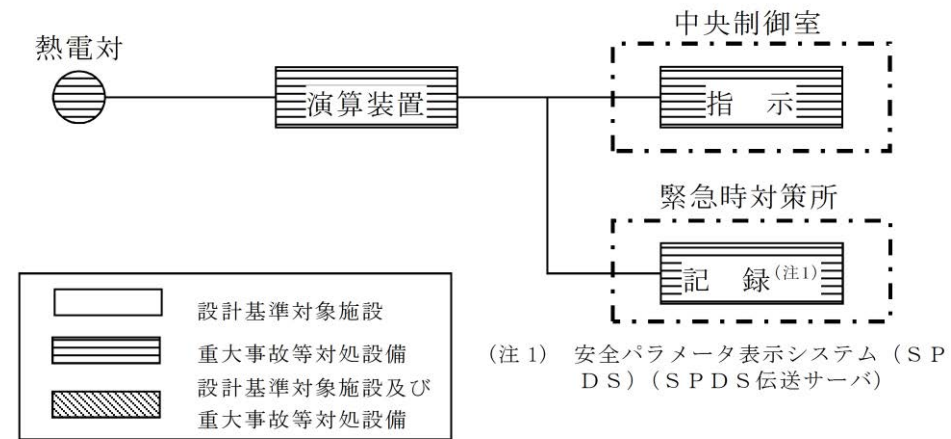 中央制御室
熱電対
演算装置
指 示
緊急時対策所
記 録(注1)
設計基準対象施設
重大事故等対処設備
設計基準対象施設及び
重大事故等対処設備
(注1) 安全パラメータ表示システム(SP
DS)(SPDS伝送サーバ)